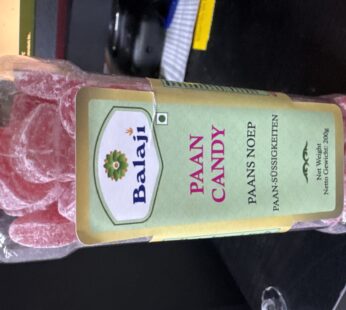 Balaji
PAAN
CANDY
PAANS NOEP
PAAN-SÜSSIGKEITEN
Net Weight
Netto Gewicht: 200g